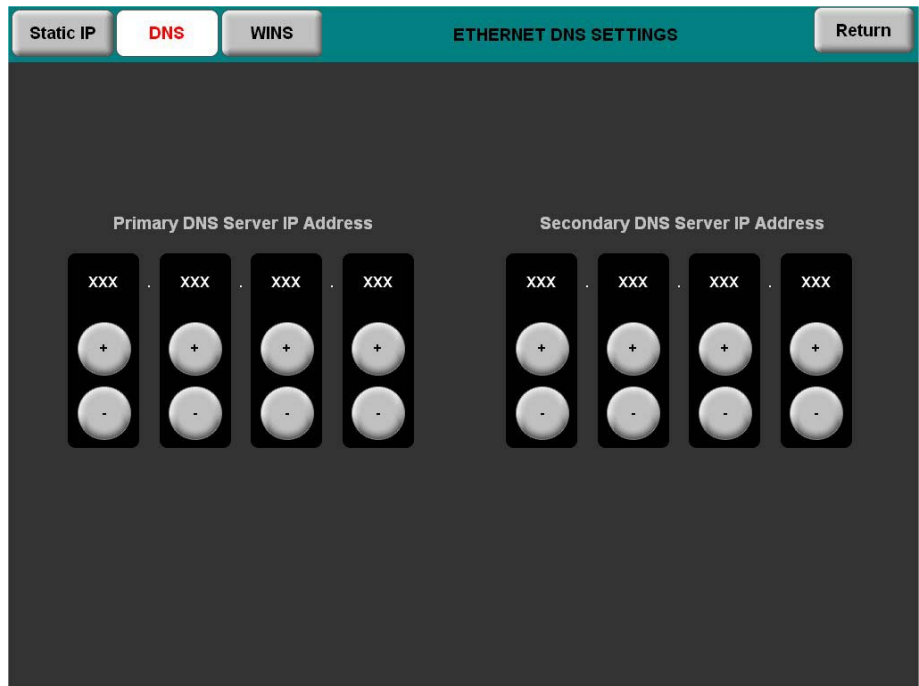 Static IP DNS WINS ETHERNET DNS SETTINGS Return
Primary DNS Server IP Address Secondary DNS Server IP Address
XXX . XXX . XXX . XXX XXX . XXX . XXX . XXX
+ + + + + + + +
- - - - - - - -